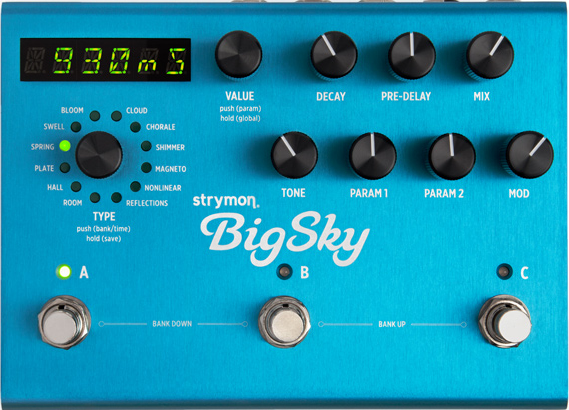 930mS
VALUE
push (param)
hold (global)
DECAY
PRE-DELAY
MIX
BLOOM
CLOUD
SWELL
CHORALE
SPRING
SHIMMER
PLATE
MAGNETO
HALL
NONLINEAR
ROOM
REFLECTIONS
TYPE
push (bank/time)
hold (save)
TONE
PARAM 1
PARAM 2
MOD
strymon.
BigSky
A
B
C
BANK DOWN
BANK UP